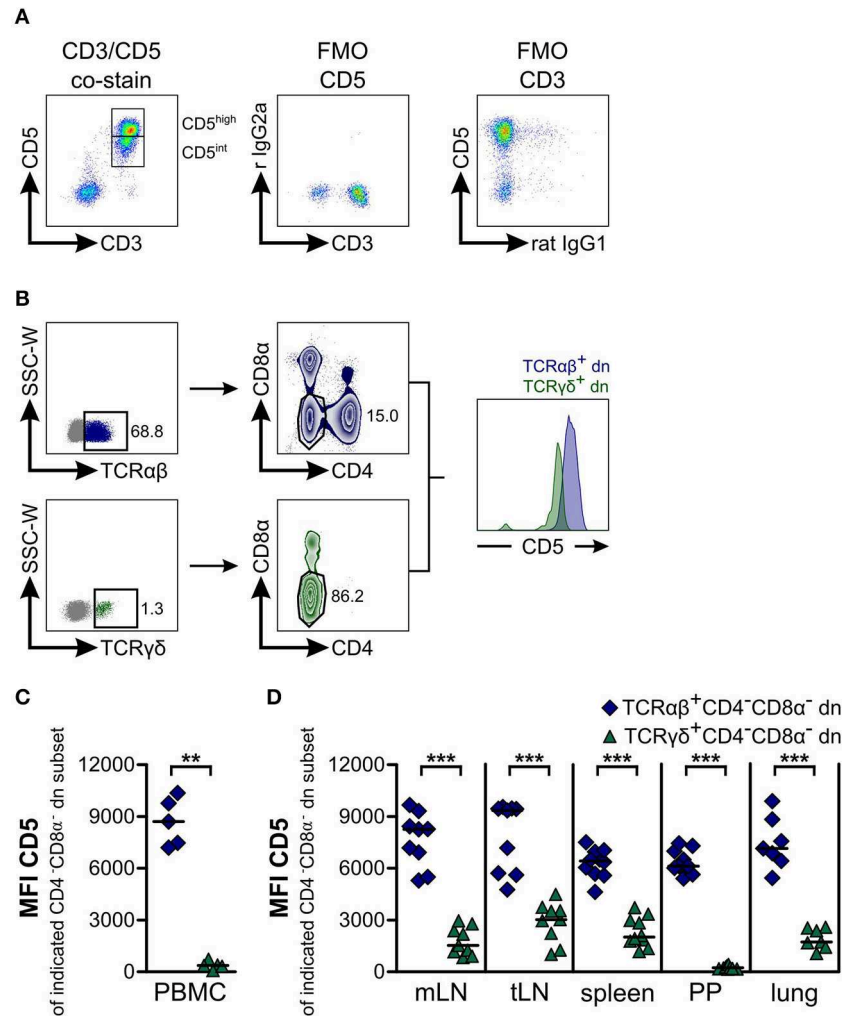 A
CD3/CD5
co-stain
FMO
CD5
FMO
CD3
CD5
CD5high
CD5int
CD3
r IgG2a
CD3
CD5
rat IgG1
B
SSC-W
68.8
TCRαβ
CD8α
15.0
CD4
TCRαβ+ dn
TCRγδ+ dn
CD5
SSC-W
1.3
TCRγδ
CD8α
86.2
CD4
C
MFI CD5
of indicated CD4-CD8α- dn subset
12000
9000
6000
3000
0
**
PBMC
D
TCRαβ+CD4-CD8α- dn
TCRγδ+CD4-CD8α- dn
MFI CD5
of indicated CD4-CD8α- dn subset
12000
9000
6000
3000
0
*** *** *** *** ***
mLN tLN spleen PP lung